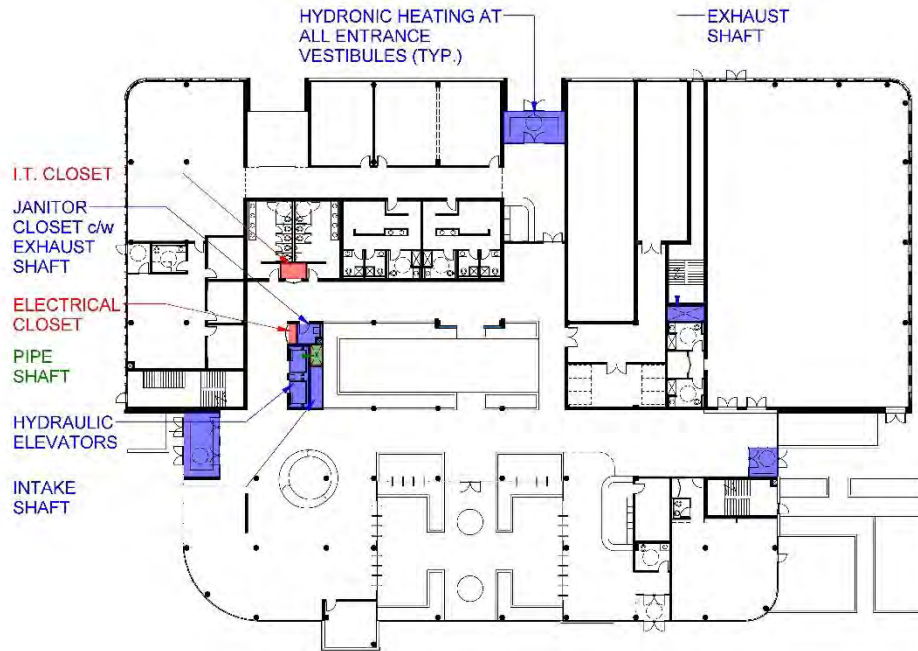 HYDRONIC HEATING AT
ALL ENTRANCE
VESTIBULES (TYP.)
EXHAUST
SHAFT
I.T. CLOSET
JANITOR
CLOSET c/w
EXHAUST
SHAFT
ELECTRICAL
CLOSET
PIPE
SHAFT
HYDRAULIC
ELEVATORS
INTAKE
SHAFT